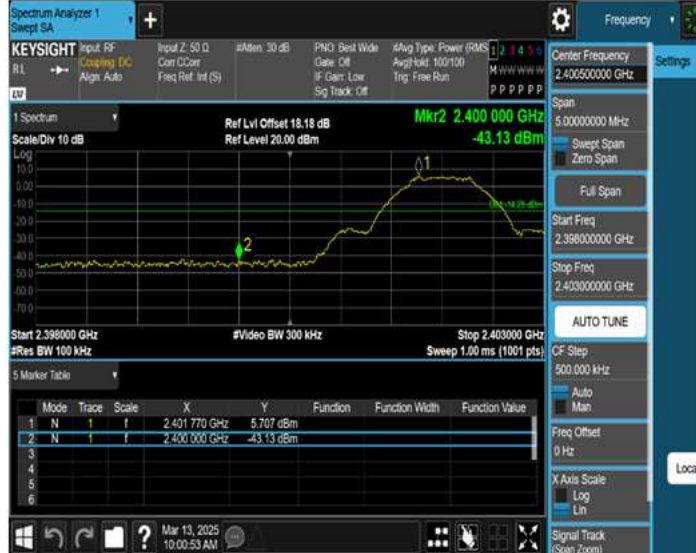 Spectrum Analyzer 1
Swept SA
+
Frequency
KEYSIGHT
RL
Input: RF
Coupling: DC
Align: Auto
Input Z: 50 Ω
Corr CCorr
Freq Ref: Int (S)
#Atten: 30 dB
PNO: Best Wide
Gate: Off
IF Gain: Low
Sig Track: Off
#Avg Type: Power (RMS
Avg|Hold: 100/100
Trig: Free Run
1 2 3 4 5 6
M W W W W W
P P P P P P
LV
1 Spectrum
Scale/Div 10 dB
Ref Lvl Offset 18.18 dB
Ref Level 20.00 dBm
Mkr2 2.400 000 GHz
-43.13 dBm
Log
10.0
0.00
-10.0
-20.0
-30.0
-40.0
-50.0
-60.0
-70.0
1
2
Start 2.398000 GHz
#Res BW 100 kHz
#Video BW 300 kHz
Stop 2.403000 GHz
Sweep 1.00 ms (1001 pts)
5 Marker Table
Mode Trace Scale X Y Function Function Width Function Value
1 N 1 f 2.401 770 GHz 5.707 dBm
2 N 1 f 2.400 000 GHz -43.13 dBm
3
4
5
6
Mar 13, 2025
10:00:53 AM
?
Center Frequency
2.400500000 GHz
Settings
Span
5.00000000 MHz
Swept Span
Zero Span
Full Span
Start Freq
2.398000000 GHz
Stop Freq
2.403000000 GHz
AUTO TUNE
CF Step
500.000 kHz
Auto
Man
Freq Offset
0 Hz
X Axis Scale
Log
Lin
Loca
Signal Track
(Span Zoom)